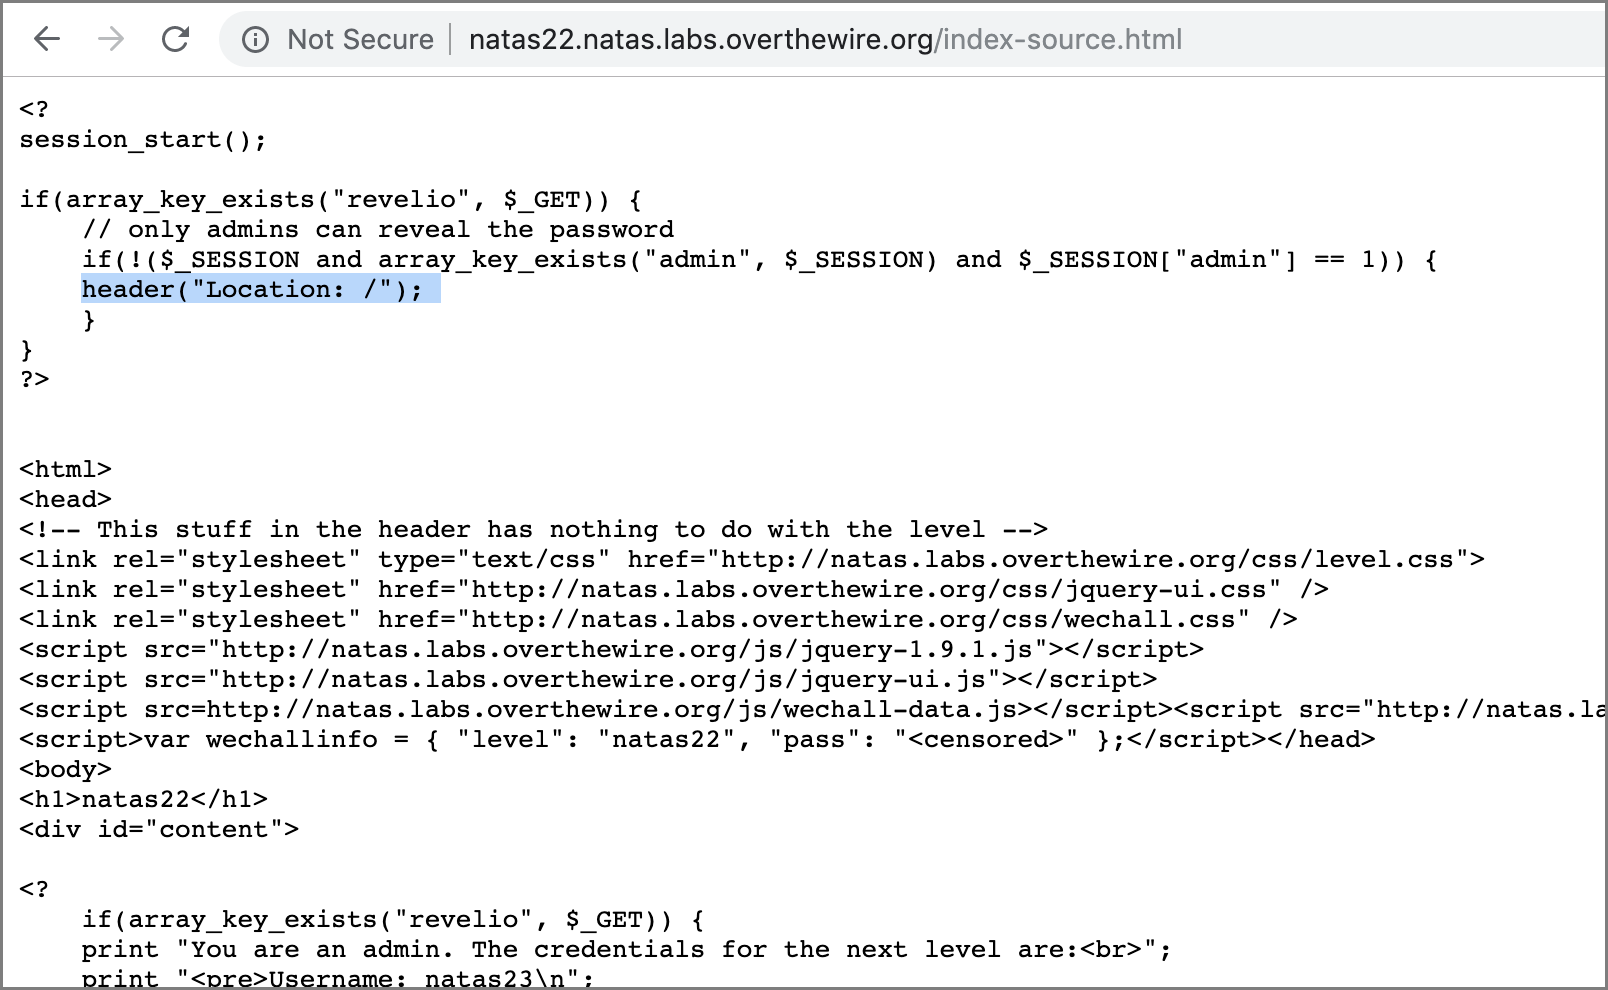 Not Secure | natas22.natas.labs.overthewire.org/index-source.html
<?
session_start();
if(array_key_exists("revelio", $_GET)) {
// only admins can reveal the password
if(!($_SESSION and array_key_exists("admin", $_SESSION) and $_SESSION["admin"] == 1)) {
header("Location: /");
}
}
?>
<html>
<head>
<!-- This stuff in the header has nothing to do with the level -->
<link rel="stylesheet" type="text/css" href="http://natas.labs.overthewire.org/css/level.css">
<link rel="stylesheet" href="http://natas.labs.overthewire.org/css/jquery-ui.css" />
<link rel="stylesheet" href="http://natas.labs.overthewire.org/css/wechall.css" />
<script src="http://natas.labs.overthewire.org/js/jquery-1.9.1.js"></script>
<script src="http://natas.labs.overthewire.org/js/jquery-ui.js"></script>
<script src=http://natas.labs.overthewire.org/js/wechall-data.js></script><script src="http://natas.la
<script>var wechallinfo = { "level": "natas22", "pass": "<censored>" };</script></head>
<body>
<h1>natas22</h1>
<div id="content">
<?
if(array_key_exists("revelio", $_GET)) {
print "You are an admin. The credentials for the next level are:<br>";
print "<pre>Username: natas23\n";